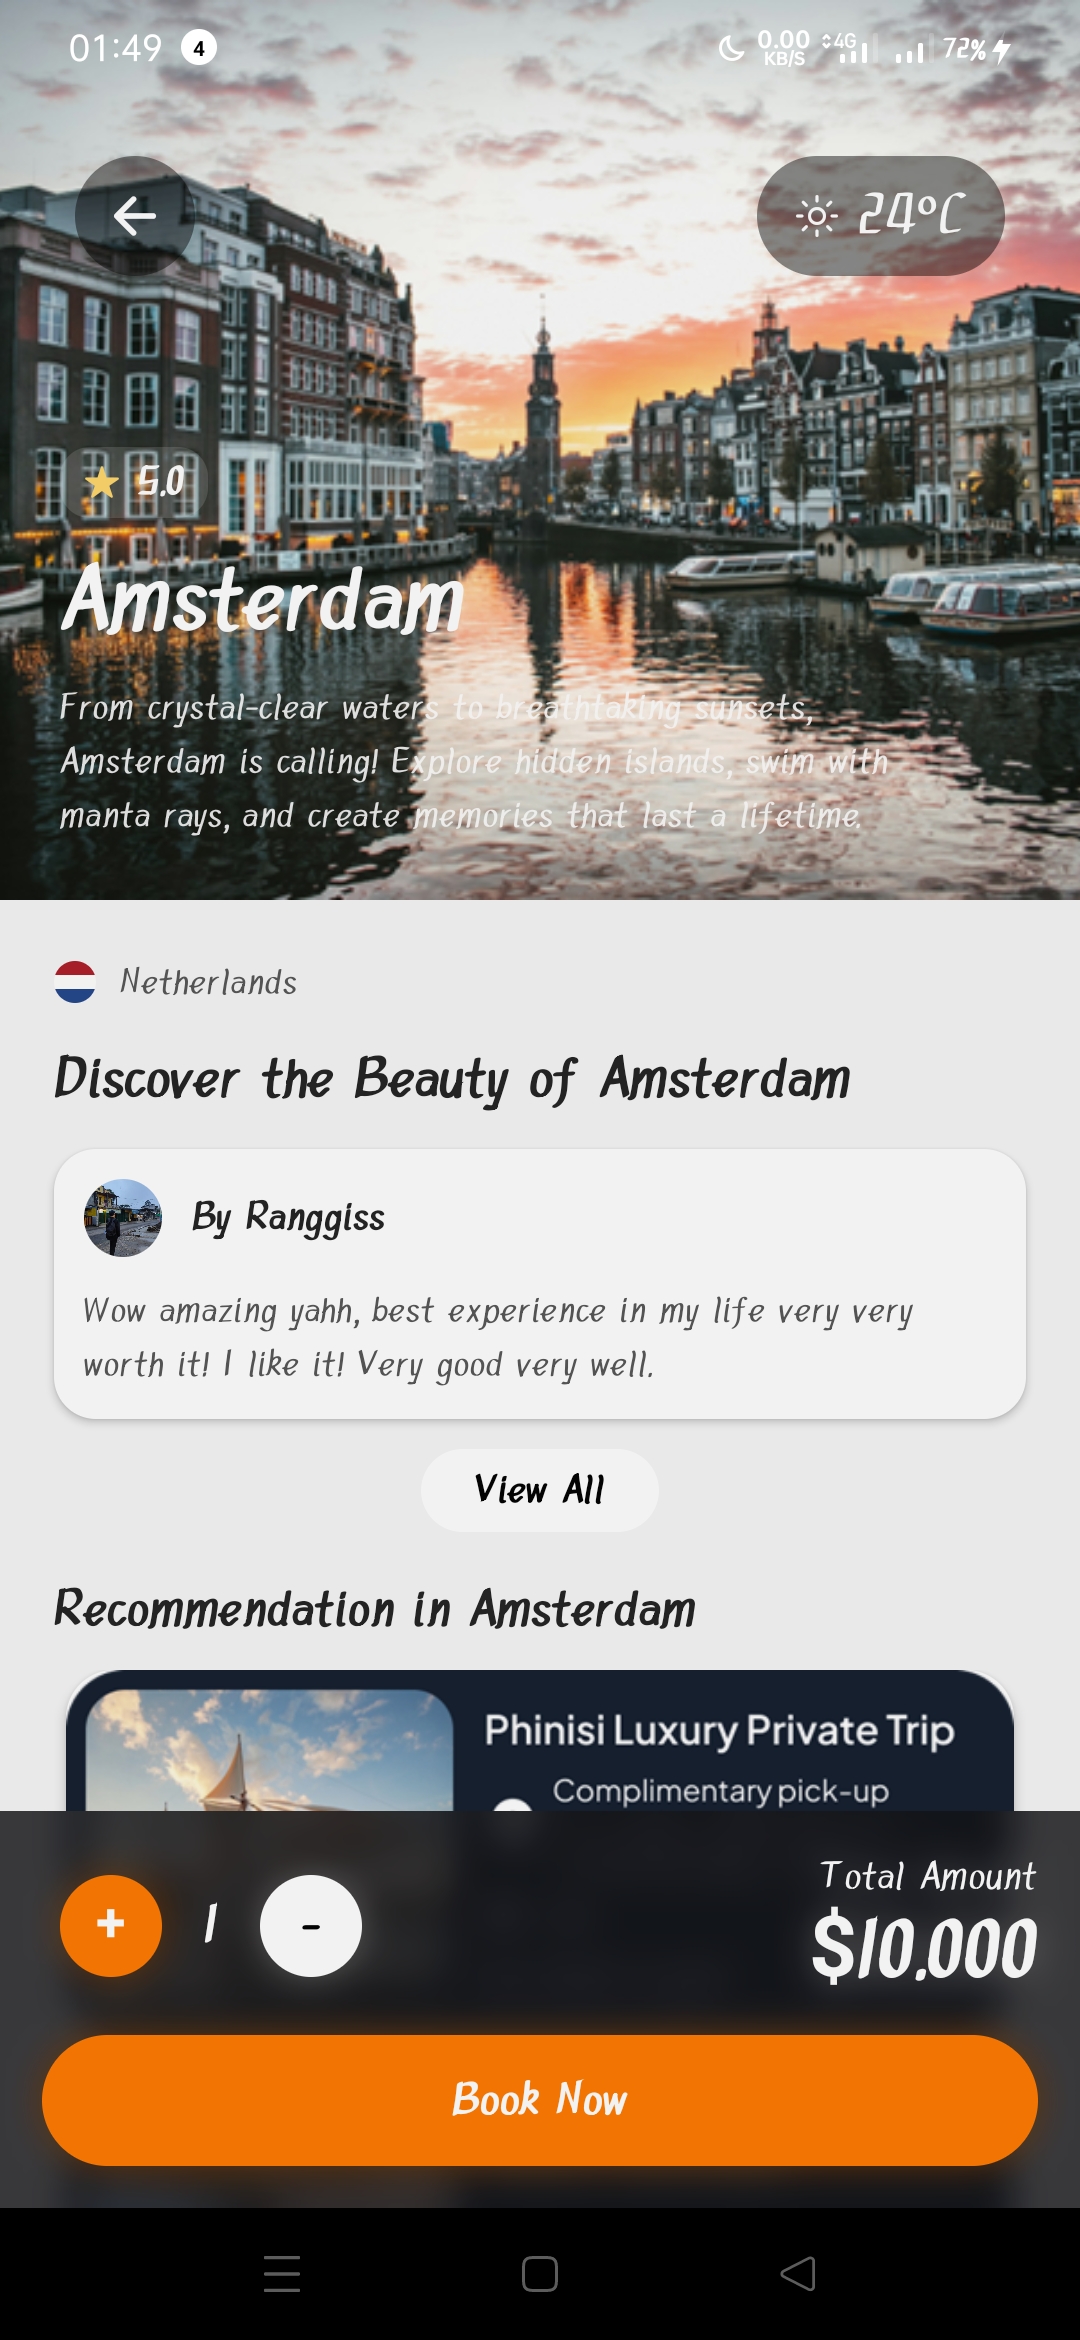 01:49 4 0.00 KB/S 4G 72%
24°C
5.0
Amsterdam
From crystal-clear waters to breathtaking sunsets,
Amsterdam is calling! Explore hidden islands, swim with
manta rays, and create memories that last a lifetime.
Netherlands
Discover the Beauty of Amsterdam
By Ranggiss
Wow amazing yahh, best experience in my life very very
worth it! I like it! Very good very well.
View All
Recommendation in Amsterdam
Phinisi Luxury Private Trip
Complimentary pick-up
Total Amount
+ 1 - $10.000
Book Now